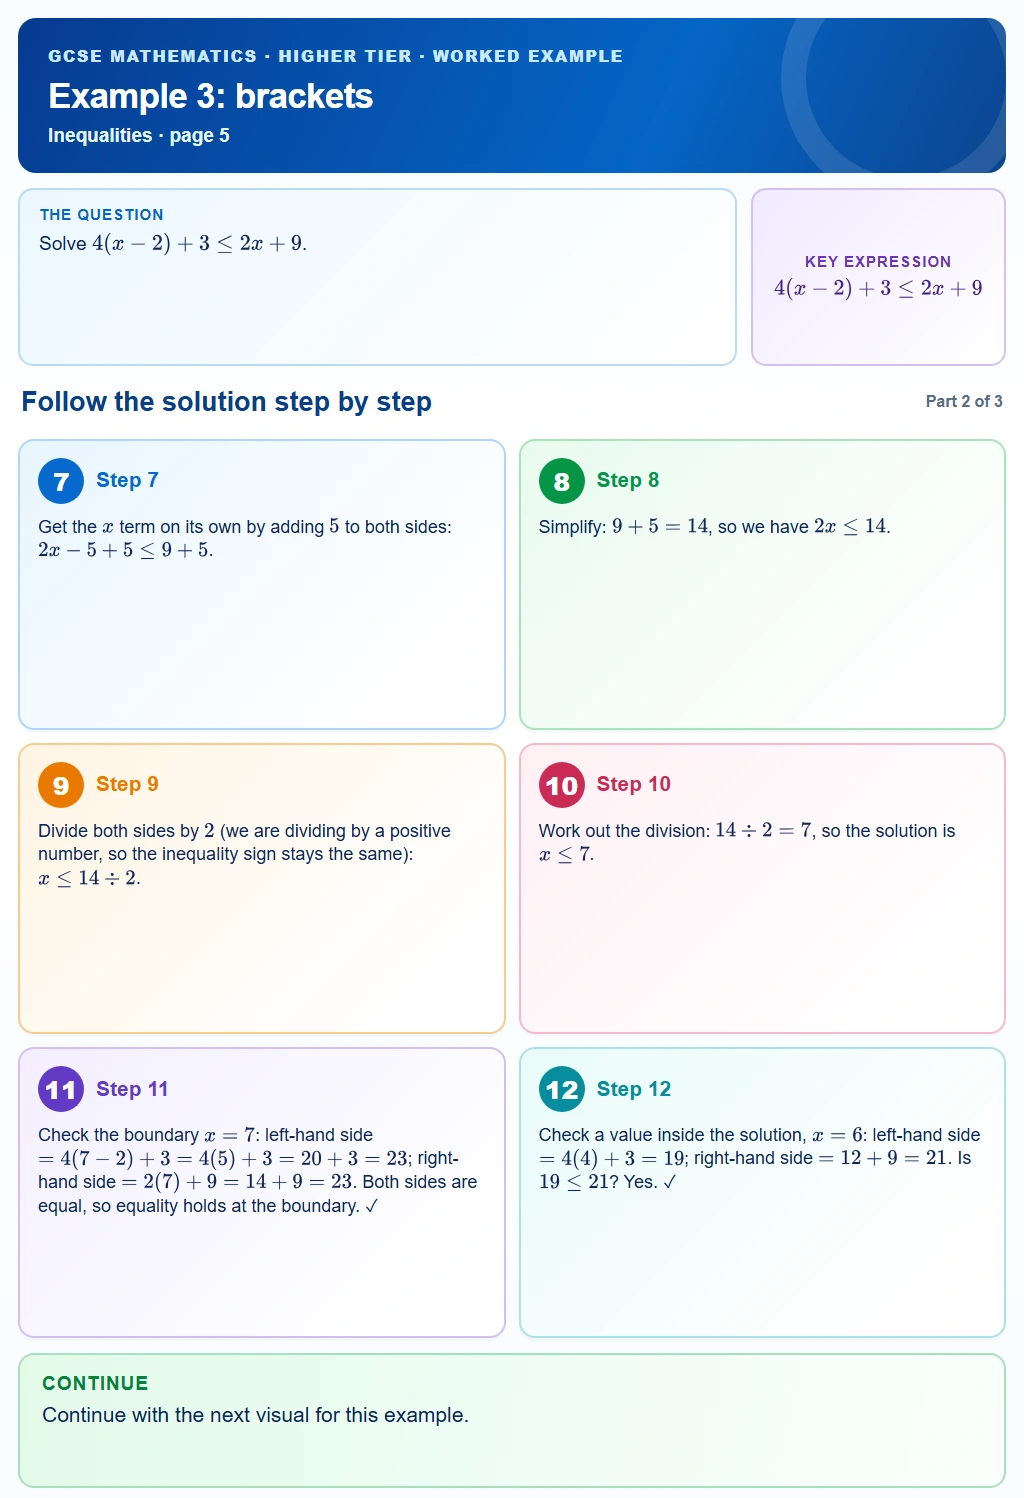 GCSE MATHEMATICS · HIGHER TIER · WORKED EXAMPLE
Example 3: brackets
Inequalities · page 5
THE QUESTION
Solve 4(x − 2) + 3 ≤ 2x + 9.
KEY EXPRESSION
4(x − 2) + 3 ≤ 2x + 9
Follow the solution step by step
Part 2 of 3
7 Step 7
Get the x term on its own by adding 5 to both sides:
2x − 5 + 5 ≤ 9 + 5.
8 Step 8
Simplify: 9 + 5 = 14, so we have 2x ≤ 14.
9 Step 9
Divide both sides by 2 (we are dividing by a positive
number, so the inequality sign stays the same):
x ≤ 14 ÷ 2.
10 Step 10
Work out the division: 14 ÷ 2 = 7, so the solution is
x ≤ 7.
11 Step 11
Check the boundary x = 7: left-hand side
= 4(7 − 2) + 3 = 4(5) + 3 = 20 + 3 = 23; right-
hand side = 2(7) + 9 = 14 + 9 = 23. Both sides are
equal, so equality holds at the boundary. ✓
12 Step 12
Check a value inside the solution, x = 6: left-hand side
= 4(4) + 3 = 19; right-hand side = 12 + 9 = 21. Is
19 ≤ 21? Yes. ✓
CONTINUE
Continue with the next visual for this example.